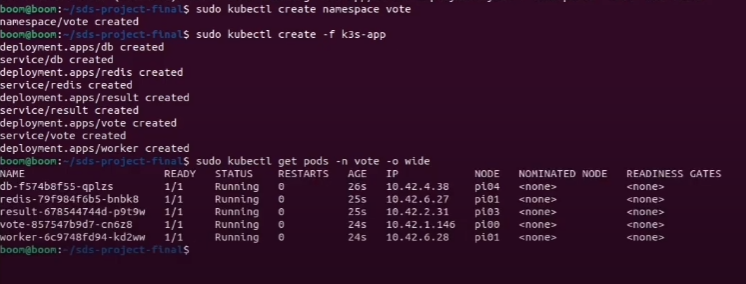 boom@boom:~/sds-project-final$ sudo kubectl create namespace vote
namespace/vote created
boom@boom:~/sds-project-final$ sudo kubectl create -f k3s-app
deployment.apps/db created
service/db created
deployment.apps/redis created
service/redis created
deployment.apps/result created
service/result created
deployment.apps/vote created
service/vote created
deployment.apps/worker created
boom@boom:~/sds-project-final$ sudo kubectl get pods -n vote -o wide
NAME READY STATUS RESTARTS AGE IP NODE NOMINATED NODE READINESS GATES
db-f574b8f55-qplzs 1/1 Running 0 26s 10.42.4.38 pi04 <none> <none>
redis-79f984f6b5-bnbk8 1/1 Running 0 25s 10.42.6.27 pi01 <none> <none>
result-678544744d-p9t9w 1/1 Running 0 25s 10.42.2.31 pi03 <none> <none>
vote-857547b9d7-cn6z8 1/1 Running 0 24s 10.42.1.146 pi00 <none> <none>
worker-6c9748fd94-kd2ww 1/1 Running 0 24s 10.42.6.28 pi01 <none> <none>
boom@boom:~/sds-project-final$